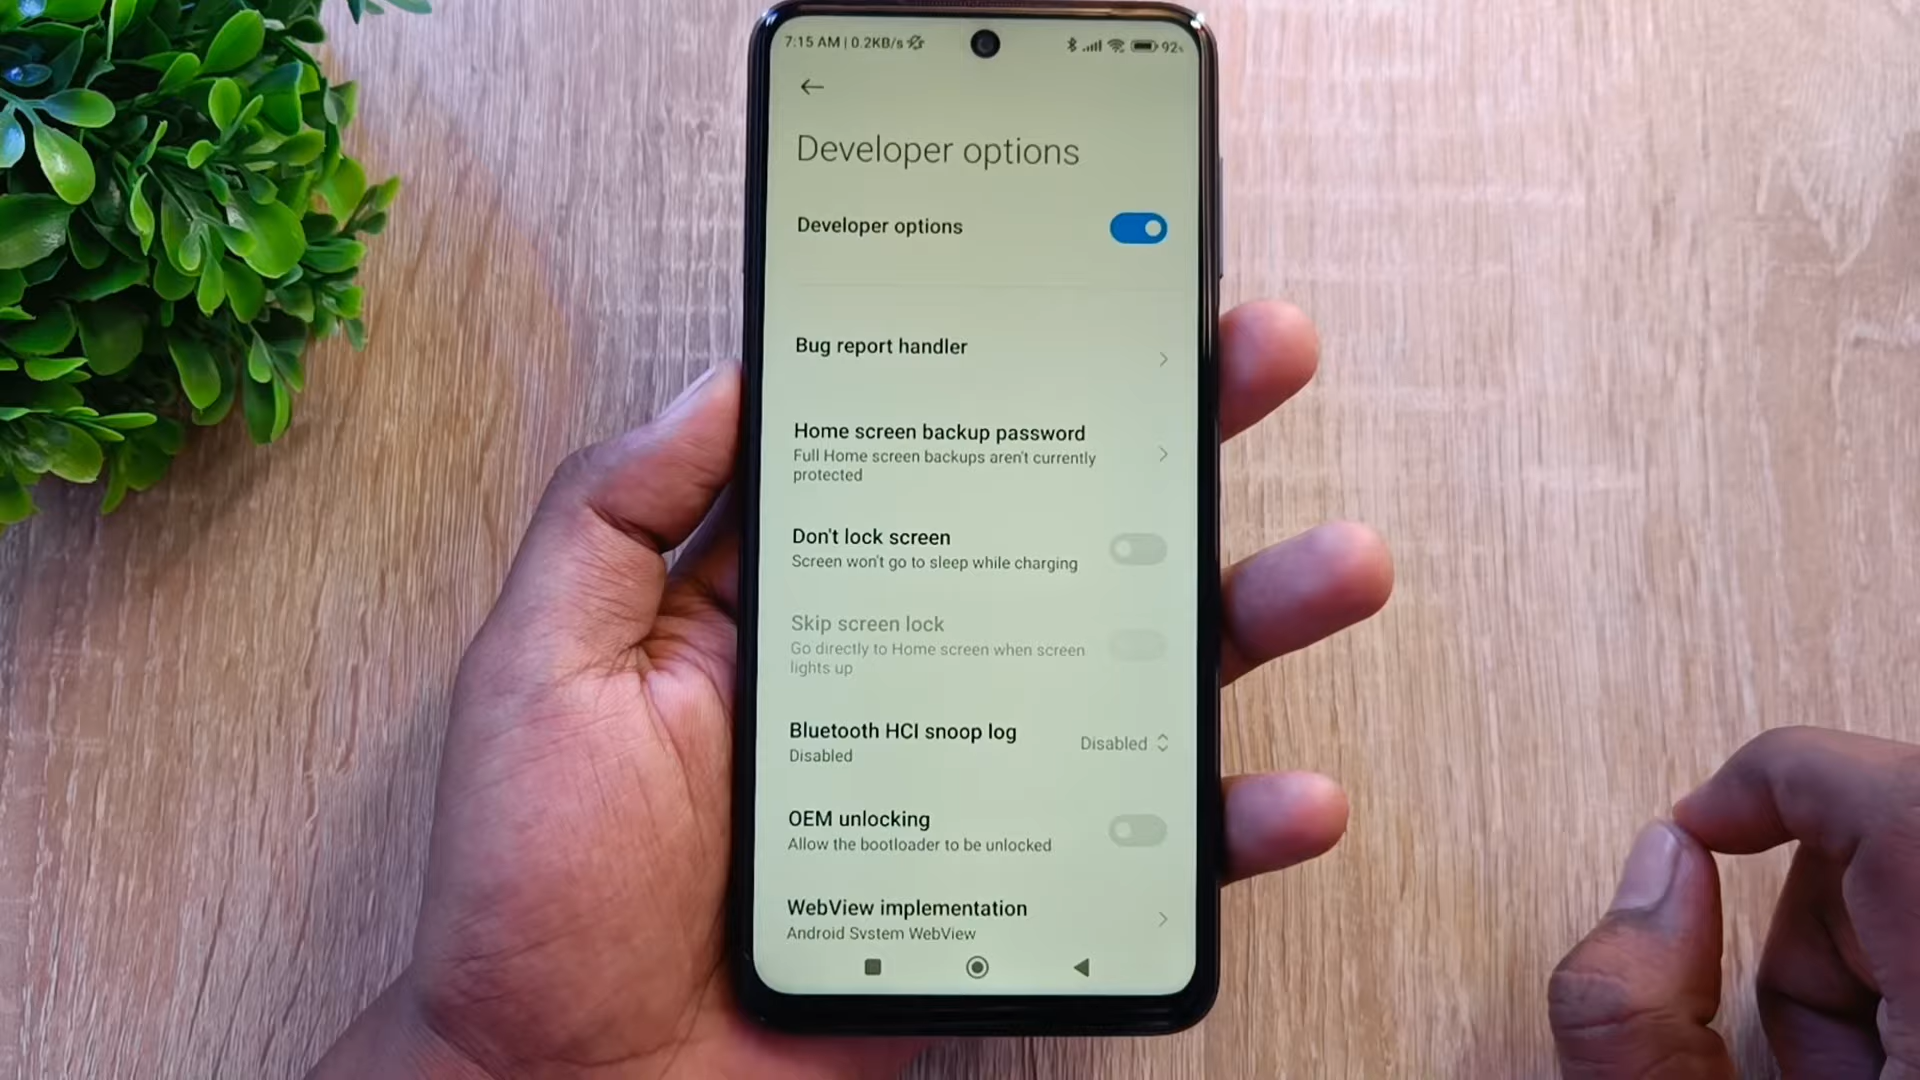 7:15 AM | 0.2KB/s
92%
Developer options
Developer options
Bug report handler
Home screen backup password
Full Home screen backups aren't currently
protected
Don't lock screen
Screen won't go to sleep while charging
Skip screen lock
Go directly to Home screen when screen
lights up
Bluetooth HCI snoop log
Disabled
Disabled
OEM unlocking
Allow the bootloader to be unlocked
WebView implementation
Android System WebView